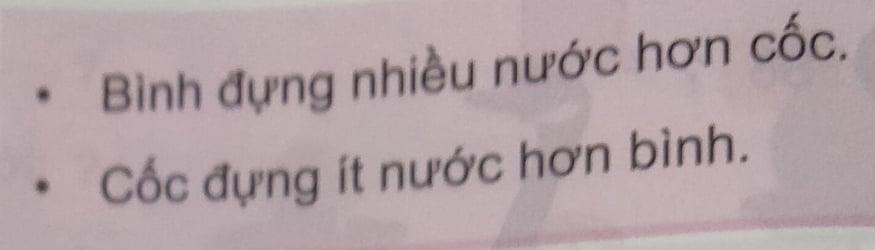 • Bình đựng nhiều nước hơn cốc.
• Cốc đựng ít nước hơn bình.